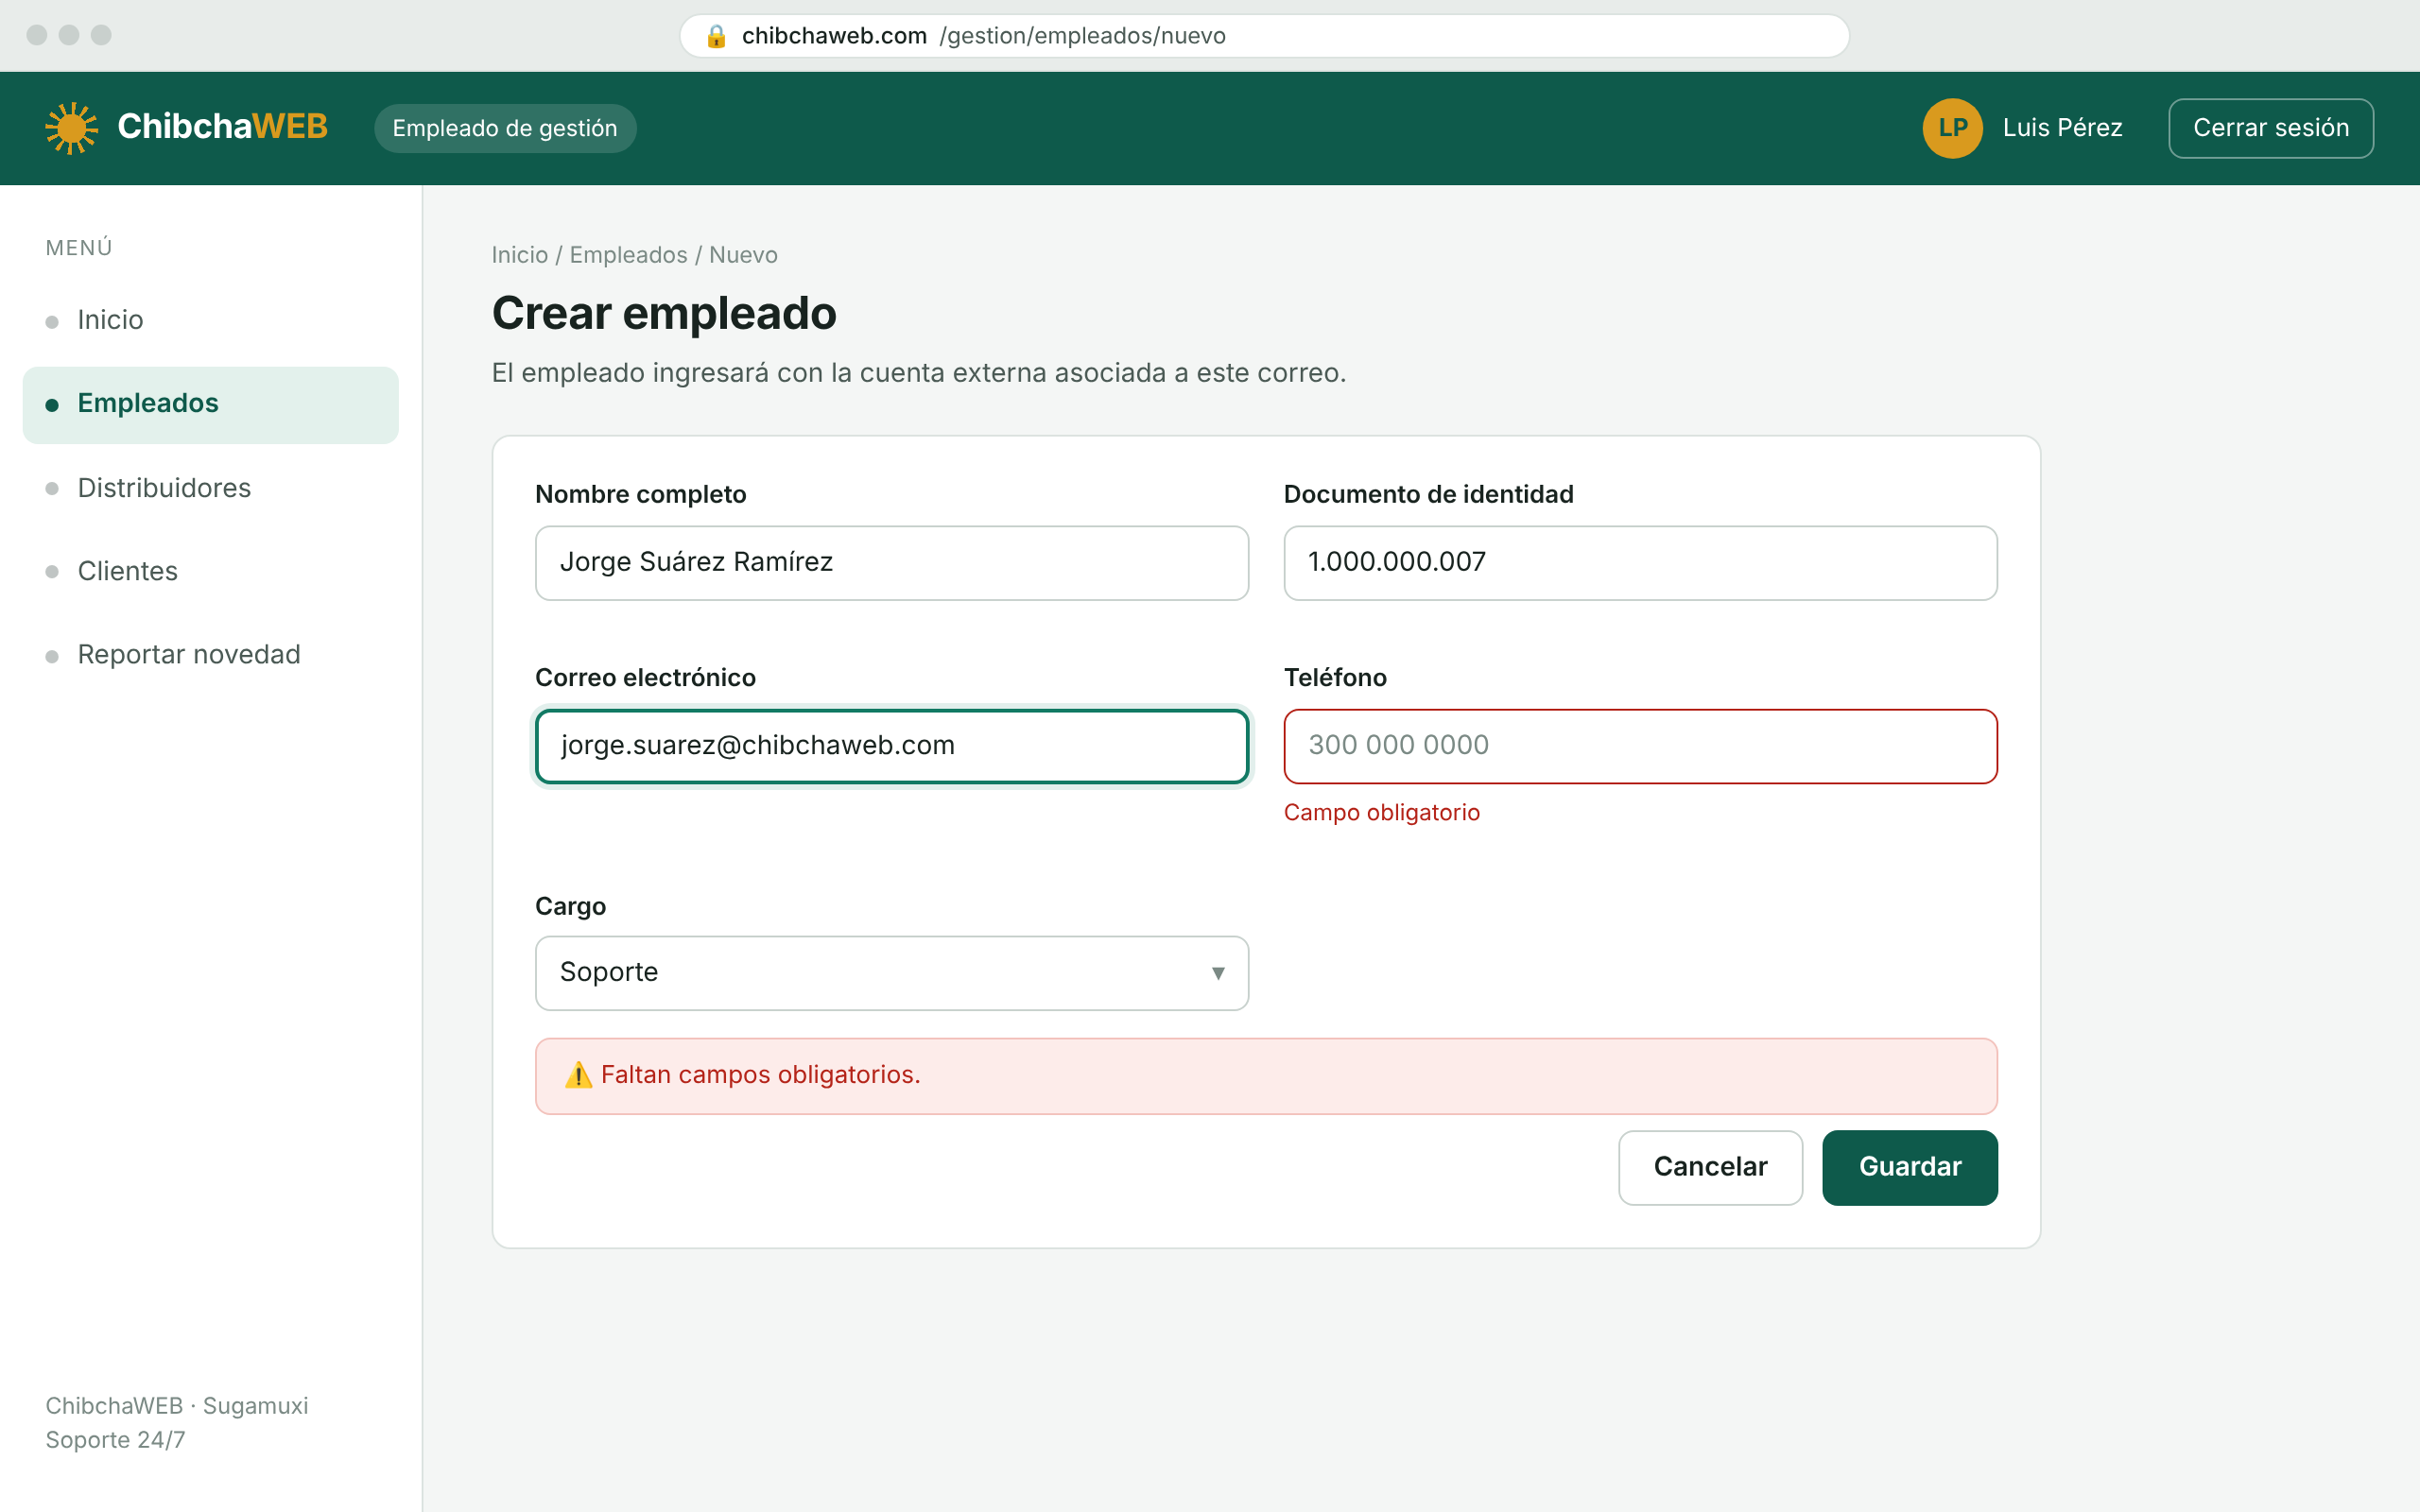 chibchaweb.com /gestion/empleados/nuevo
ChibchaWEB
Empleado de gestión
LP
Luis Pérez
Cerrar sesión
MENÚ
Inicio
Empleados
Distribuidores
Clientes
Reportar novedad
ChibchaWEB · Sugamuxi
Soporte 24/7
Inicio / Empleados / Nuevo
Crear empleado
El empleado ingresará con la cuenta externa asociada a este correo.
Nombre completo
Jorge Suárez Ramírez
Documento de identidad
1.000.000.007
Correo electrónico
jorge.suarez@chibchaweb.com
Teléfono
300 000 0000
Campo obligatorio
Cargo
Soporte
⚠️ Faltan campos obligatorios.
Cancelar
Guardar